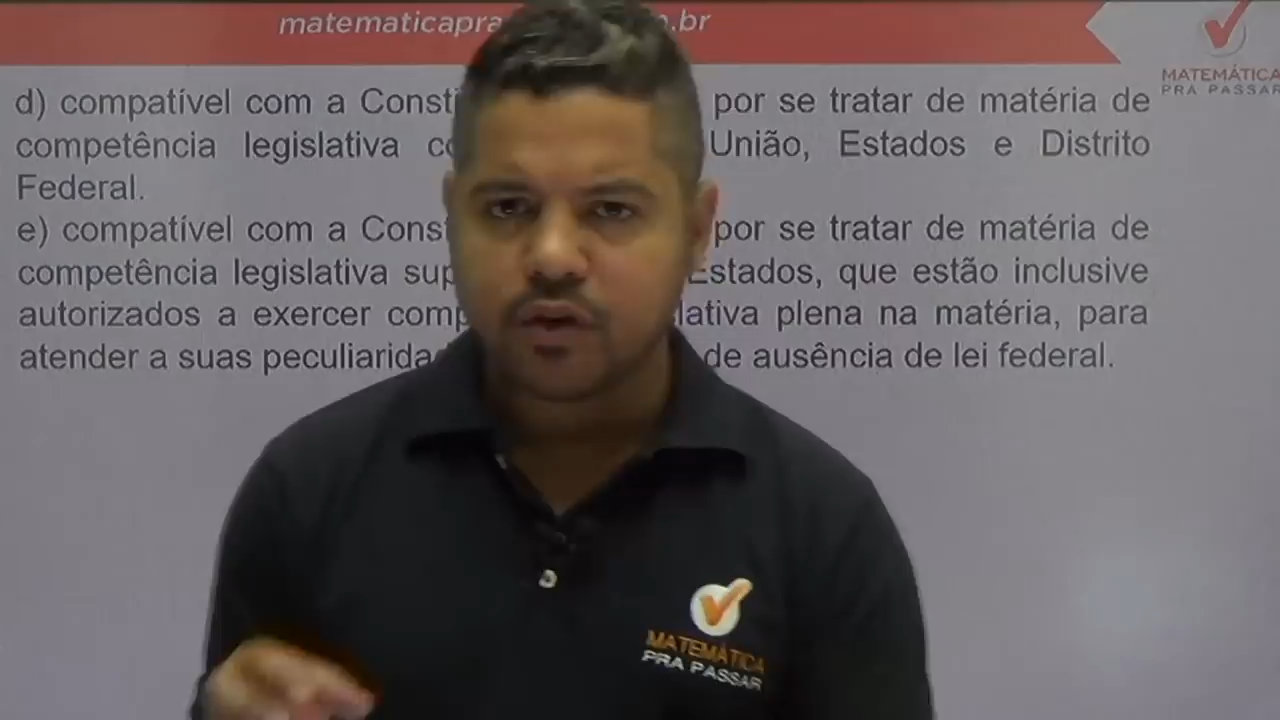 matematicapra .br
MATEMÁTICA
PRA PASSAR
d) compatível com a Consti por se tratar de matéria de
competência legislativa co União, Estados e Distrito
Federal.
e) compatível com a Const por se tratar de matéria de
competência legislativa sup Estados, que estão inclusive
autorizados a exercer comp lativa plena na matéria, para
atender a suas peculiarida de ausência de lei federal.
MATEMÁTICA
PRA PASSAR